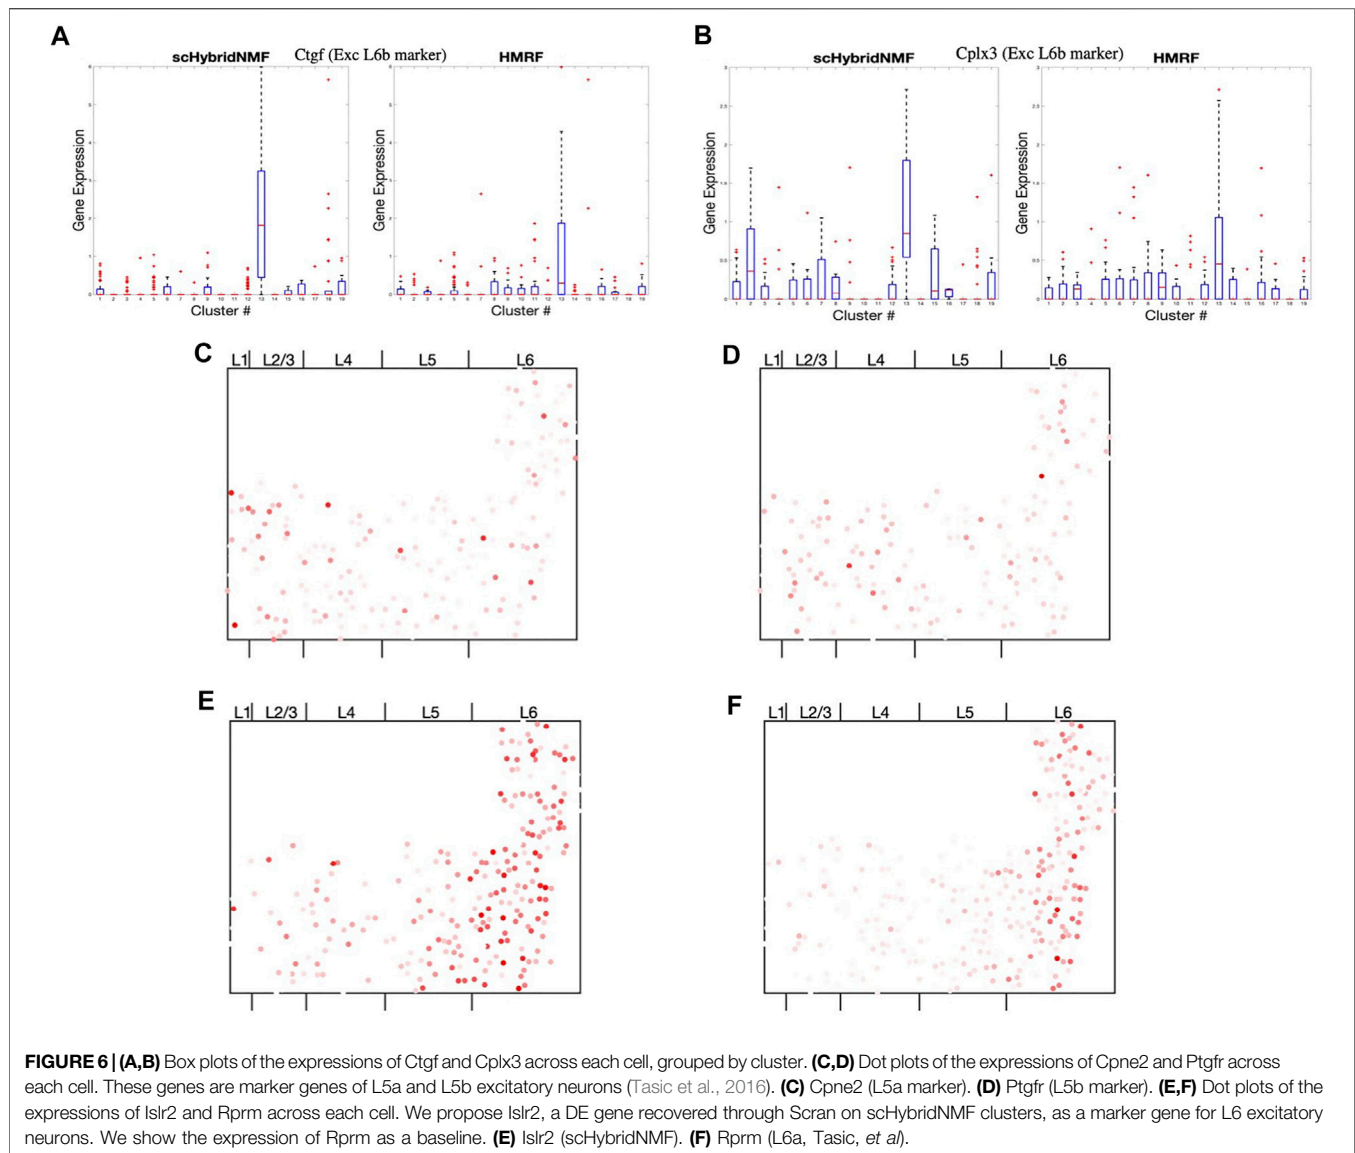 A
B
scHybridNMF Ctgf (Exc L6b marker) HMRF
scHybridNMF Cplx3 (Exc L6b marker) HMRF
Gene Expression
Cluster #
Gene Expression
Cluster #
Gene Expression
Cluster #
Gene Expression
Cluster #
C
L1 L2/3 L4 L5 L6
D
L1 L2/3 L4 L5 L6
E
L1 L2/3 L4 L5 L6
F
L1 L2/3 L4 L5 L6
FIGURE 6 | (A,B) Box plots of the expressions of Ctgf and Cplx3 across each cell, grouped by cluster. (C,D) Dot plots of the expressions of Cpne2 and Ptgfr across
each cell. These genes are marker genes of L5a and L5b excitatory neurons (Tasic et al., 2016). (C) Cpne2 (L5a marker). (D) Ptgfr (L5b marker). (E,F) Dot plots of the
expressions of Islr2 and Rprm across each cell. We propose Islr2, a DE gene recovered through Scran on scHybridNMF clusters, as a marker gene for L6 excitatory
neurons. We show the expression of Rprm as a baseline. (E) Islr2 (scHybridNMF). (F) Rprm (L6a, Tasic, et al).